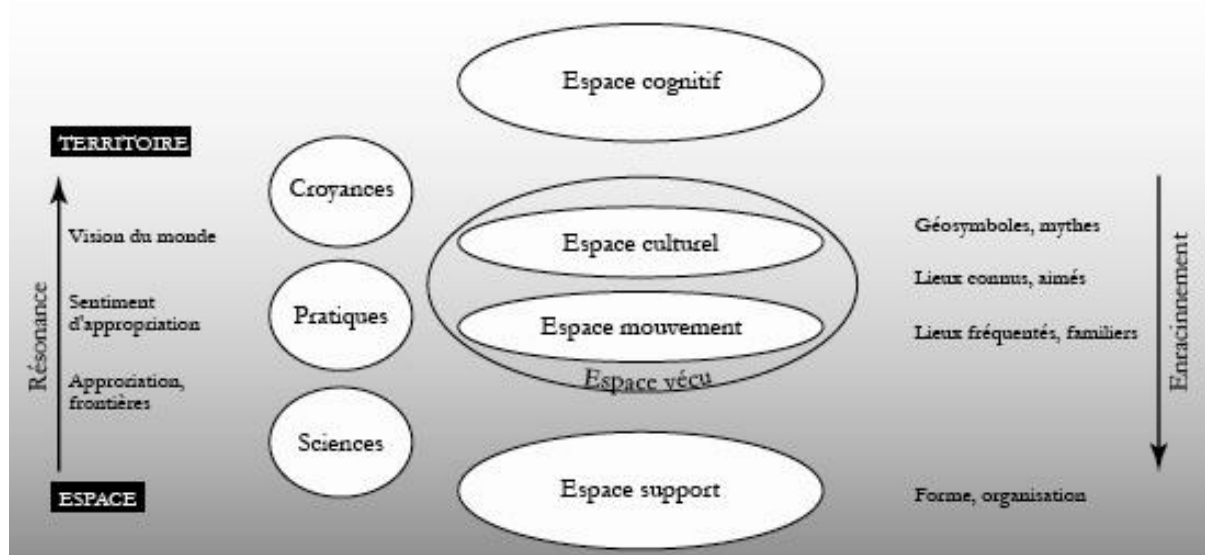 Espace cognitif
TERRITOIRE
Croyances
Vision du monde
Espace culturel
Géosymboles, mythes
Lieux connus, aimés
Résonance
Sentiment
d'appropriation
Pratiques
Espace mouvement
Lieux fréquentés, familiers
Enracinnement
Espace vécu
Approriation,
frontières
Sciences
Espace support
ESPACE
Forme, organisation